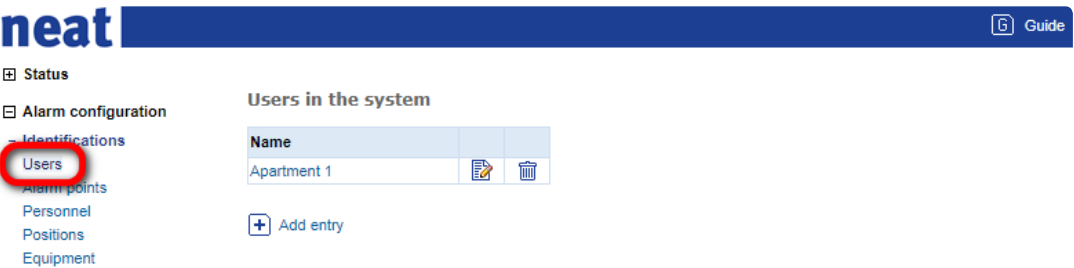 neat
G Guide
Status
Alarm configuration
Identifications
Users
Alarm points
Personnel
Positions
Equipment
Users in the system
Name
Apartment 1
Add entry